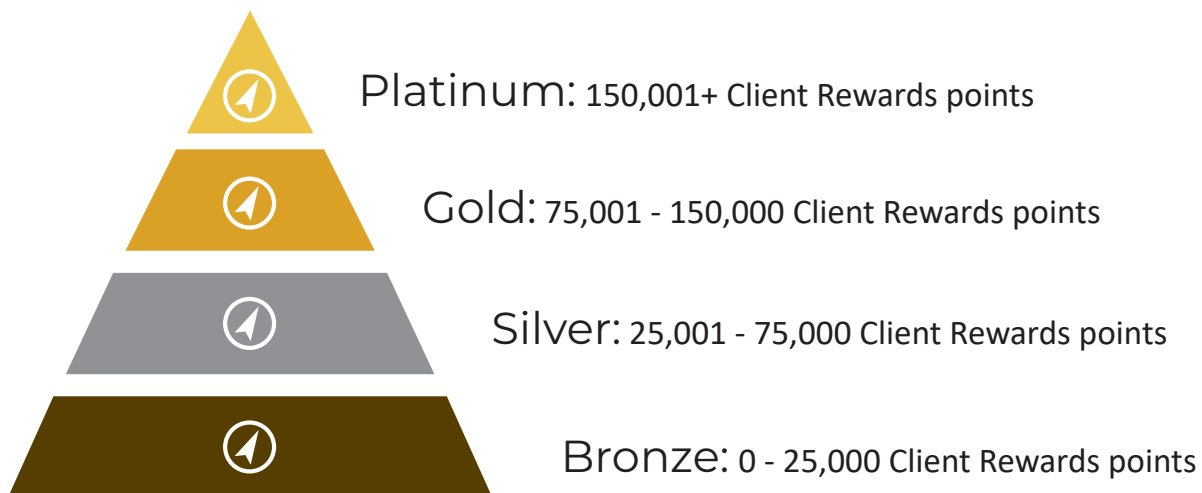 Platinum: 150,001+ Client Rewards points
Gold: 75,001 - 150,000 Client Rewards points
Silver: 25,001 - 75,000 Client Rewards points
Bronze: 0 - 25,000 Client Rewards points